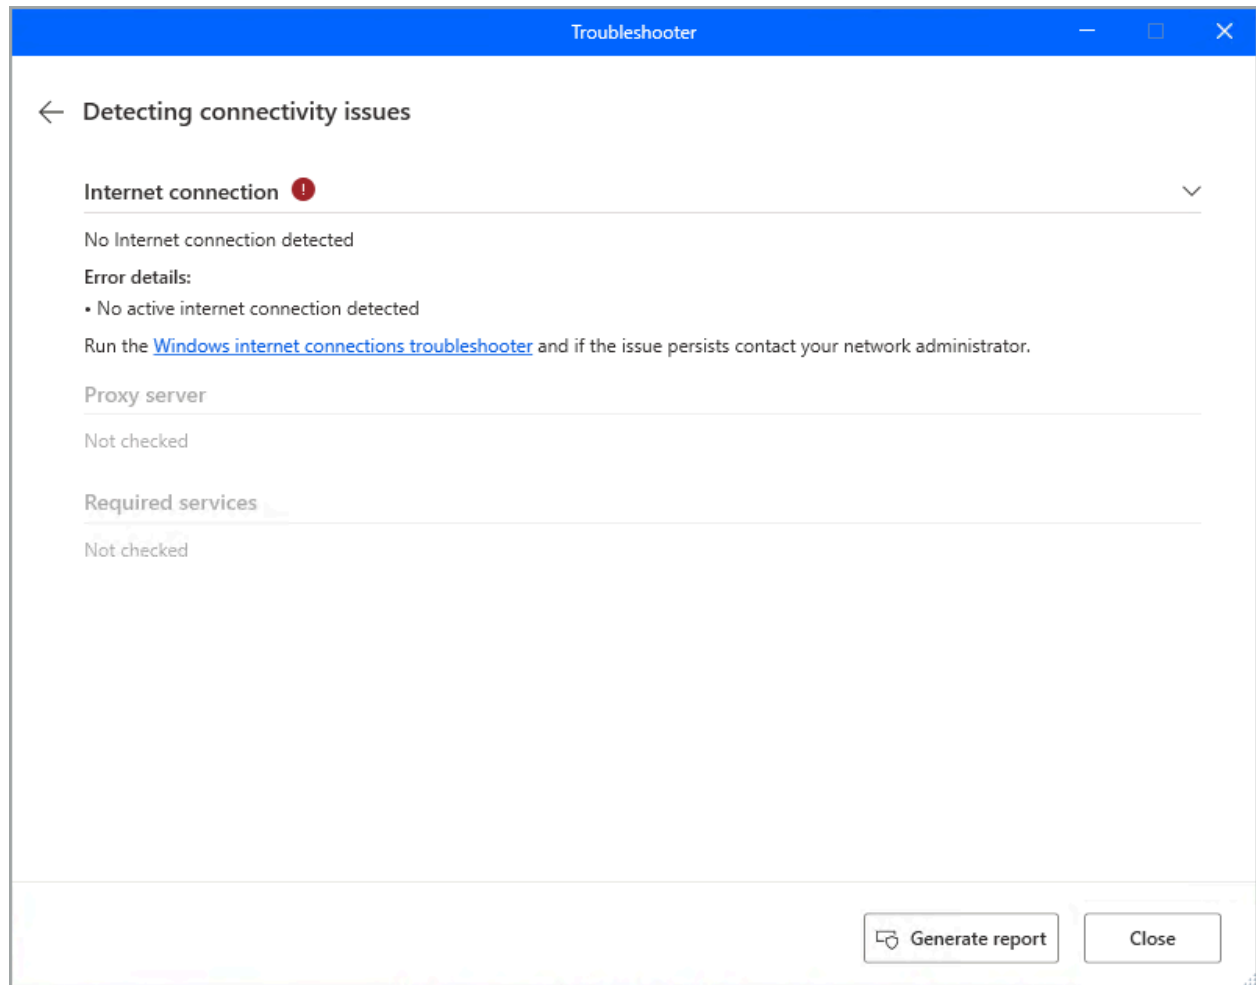 Troubleshooter
Detecting connectivity issues
Internet connection
No Internet connection detected
Error details:
• No active internet connection detected
Run the Windows internet connections troubleshooter and if the issue persists contact your network administrator.
Proxy server
Not checked
Required services
Not checked
Generate report
Close